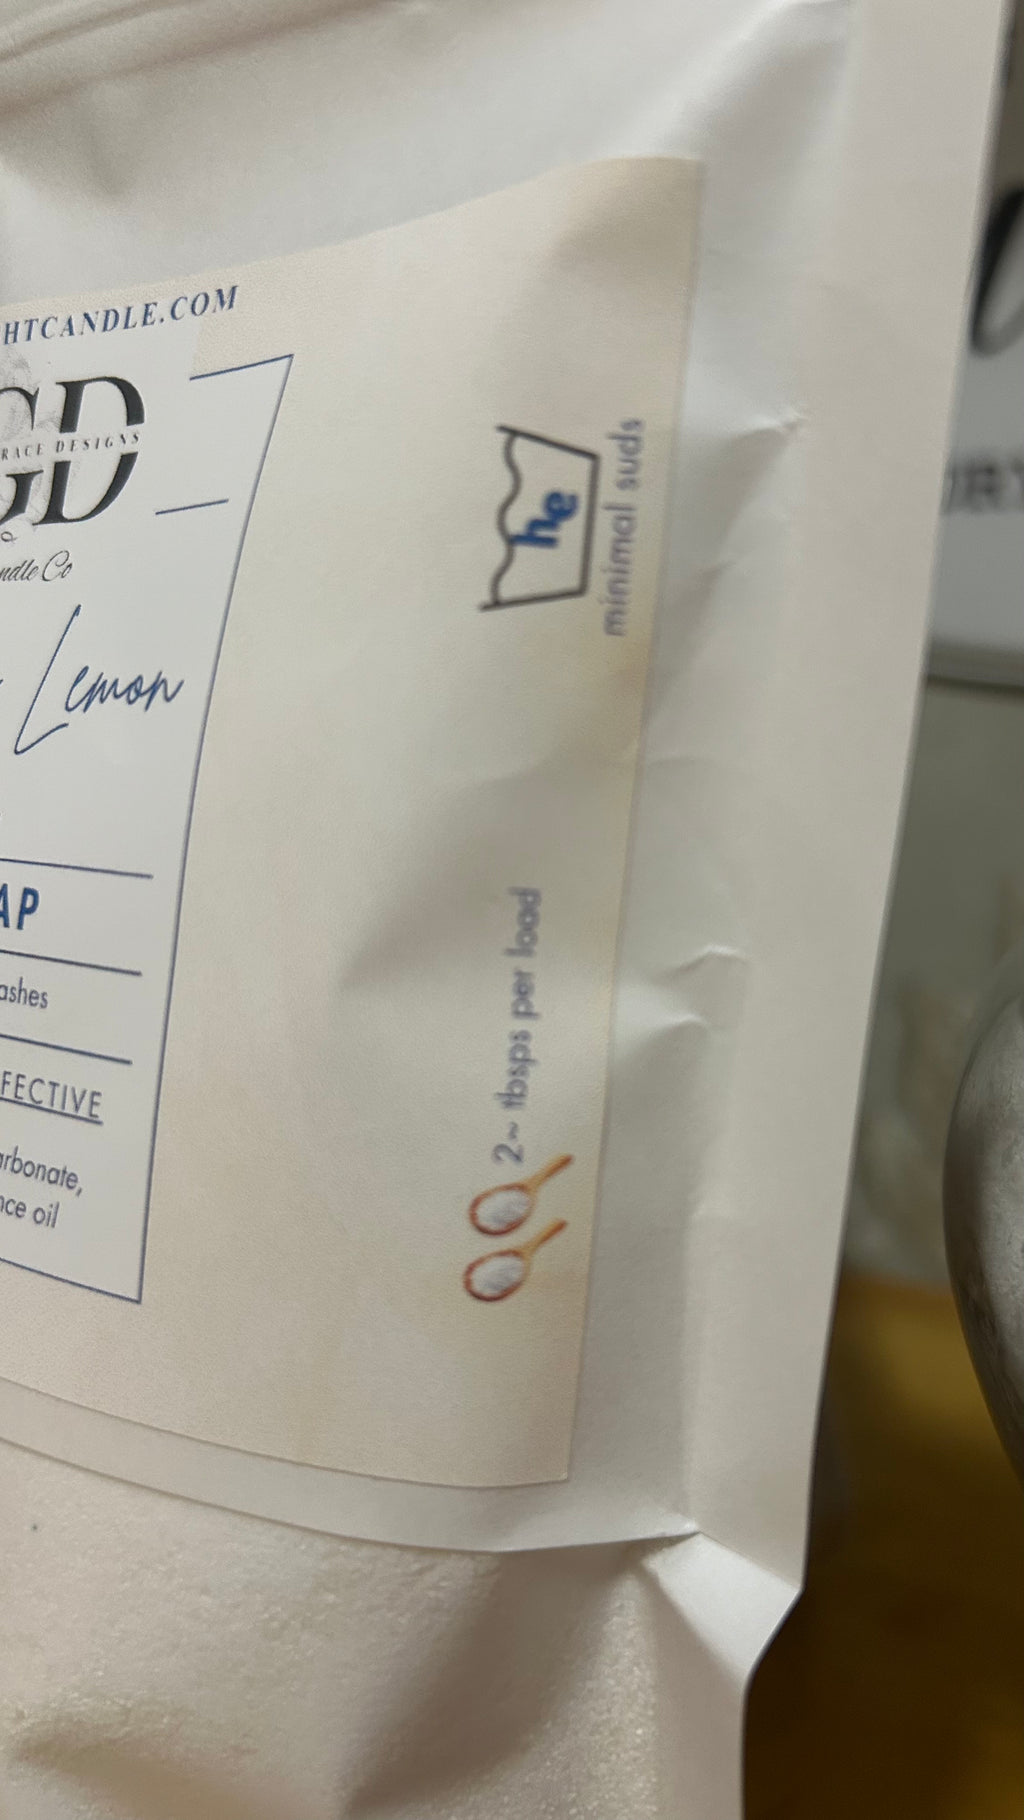 HTCANDLE.COM
GD
RACE DESIGNS
ndle Co
Lemon
AP
ashes
FECTIVE
arbonate,
nce oil
he
minimal suds
2~ tbsps per load